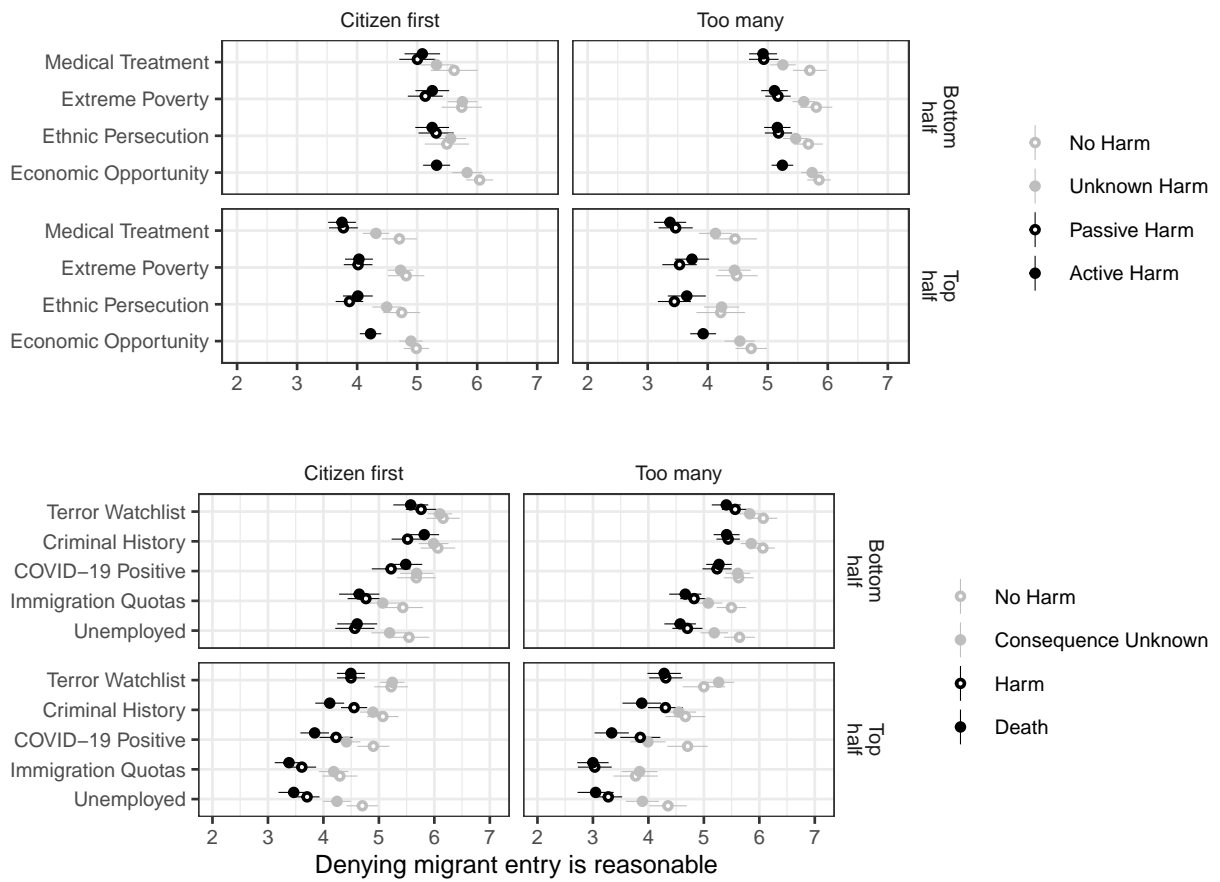 Citizen first
Too many
Medical Treatment
Extreme Poverty
Ethnic Persecution
Economic Opportunity
Bottom
half
Medical Treatment
Extreme Poverty
Ethnic Persecution
Economic Opportunity
Top
half
2 3 4 5 6 7
2 3 4 5 6 7
No Harm
Unknown Harm
Passive Harm
Active Harm
Citizen first
Too many
Terror Watchlist
Criminal History
COVID−19 Positive
Immigration Quotas
Unemployed
Bottom
half
Terror Watchlist
Criminal History
COVID−19 Positive
Immigration Quotas
Unemployed
Top
half
2 3 4 5 6 7
2 3 4 5 6 7
Denying migrant entry is reasonable
No Harm
Consequence Unknown
Harm
Death